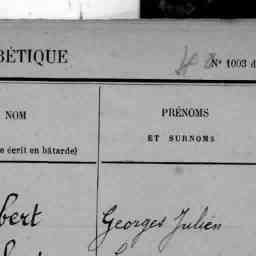 BÉTIQUE
N° 1003 d
NOM
e écrit en bâtarde)
PRÉNOMS
ET SURNOMS
bert
Georges Julien